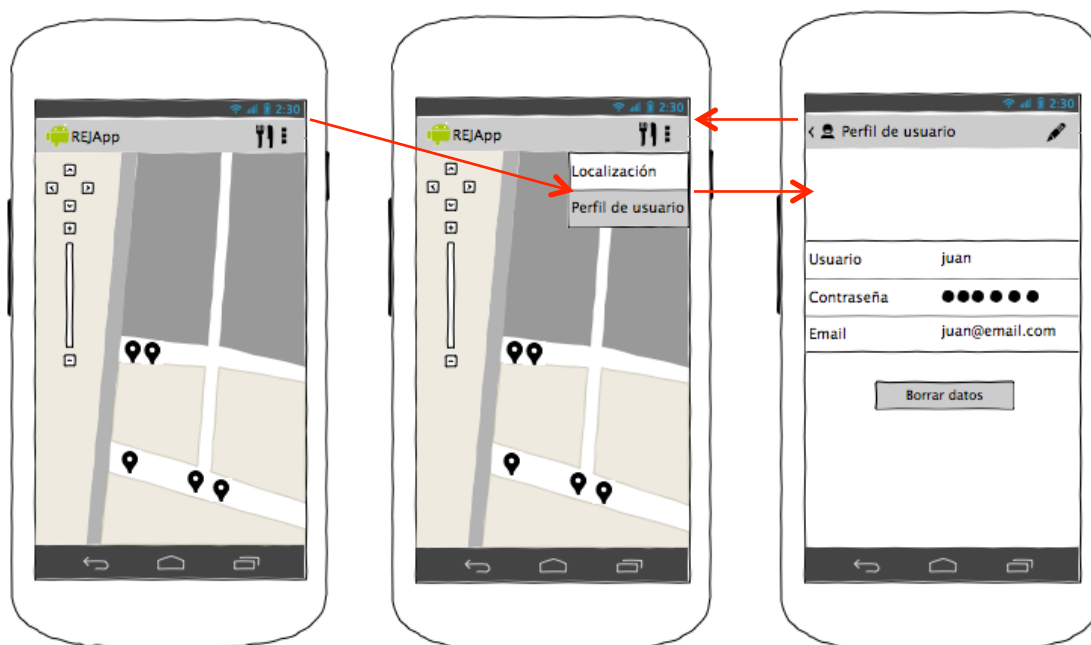 2:30
REJApp
2:30
REJApp
Localización
Perfil de usuario
2:30
Perfil de usuario
Usuario juan
Contraseña ●●●●●●
Email juan@email.com
Borrar datos